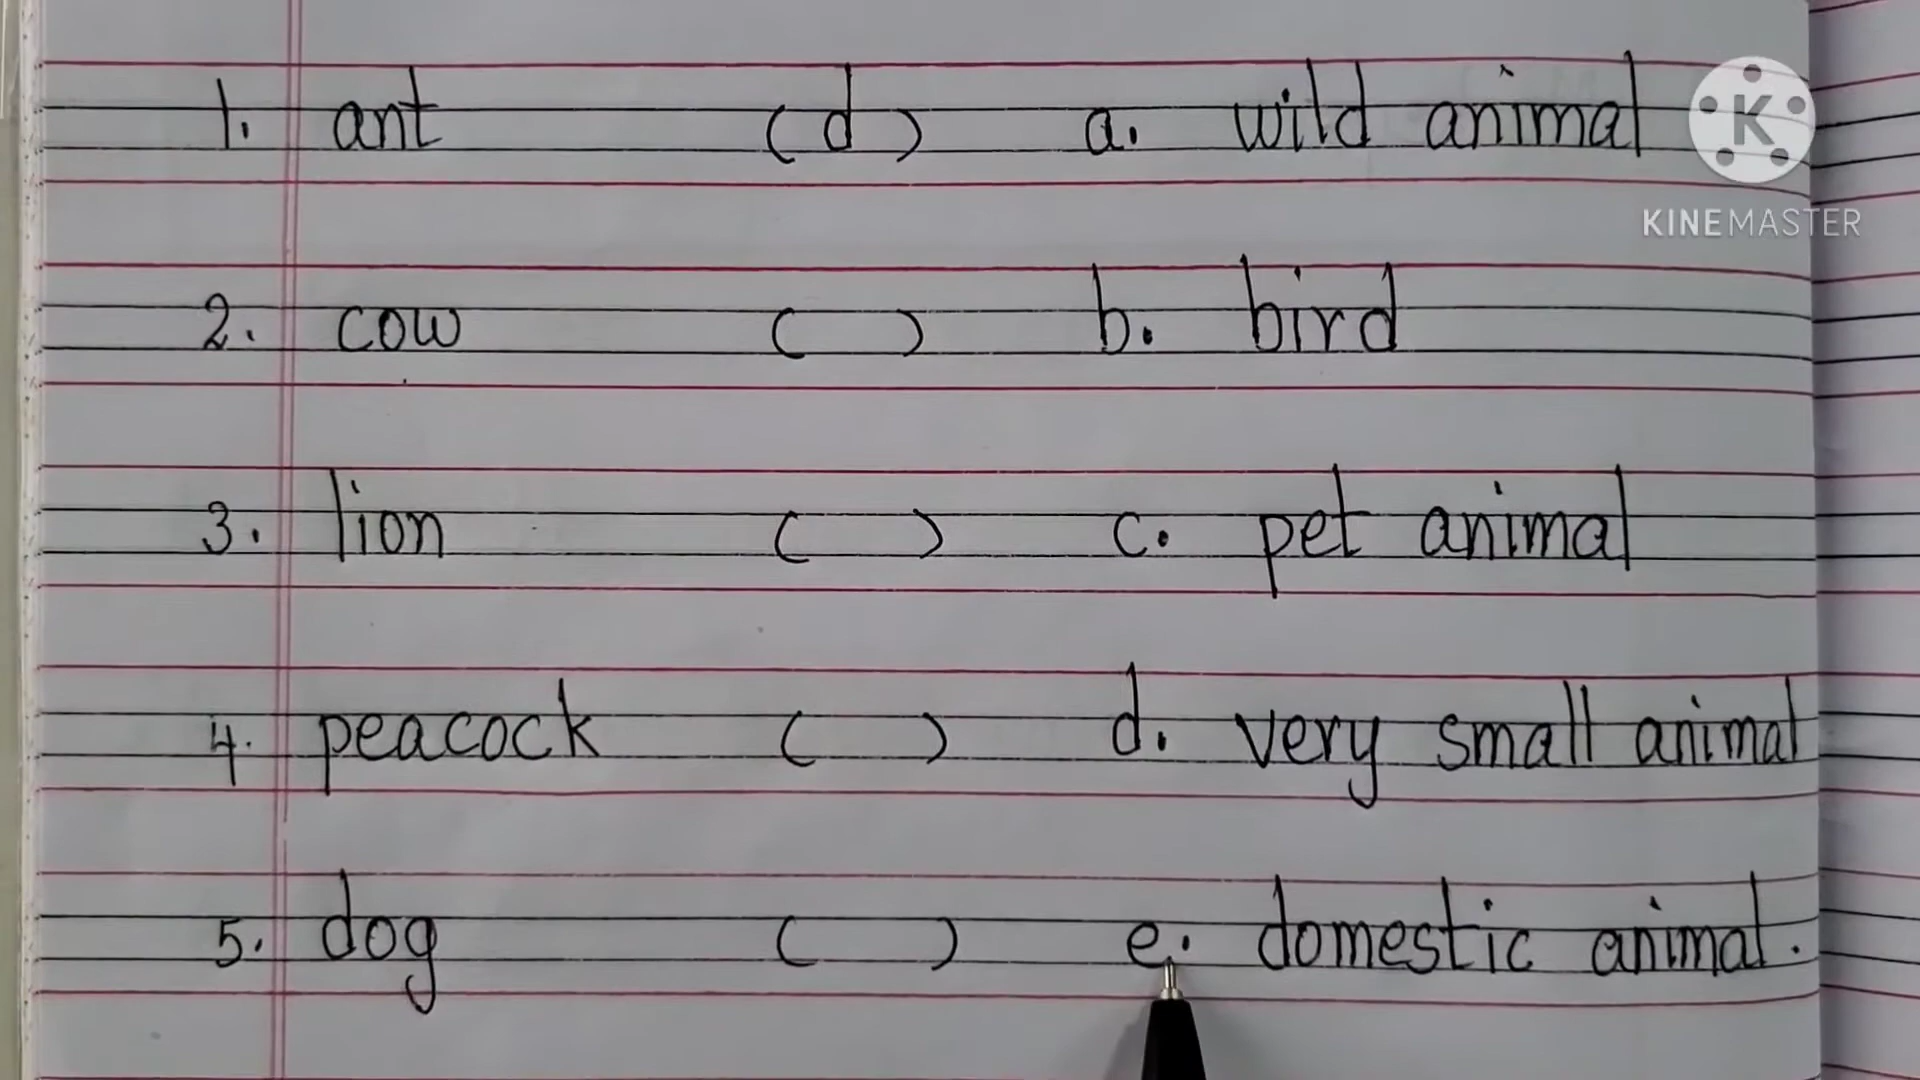 1. ant (d) a. wild animal
KINEMASTER
2. cow ( ) b. bird
3. lion ( ) c. pet animal
4. peacock ( ) d. very small animal
5. dog ( ) e. domestic animal.